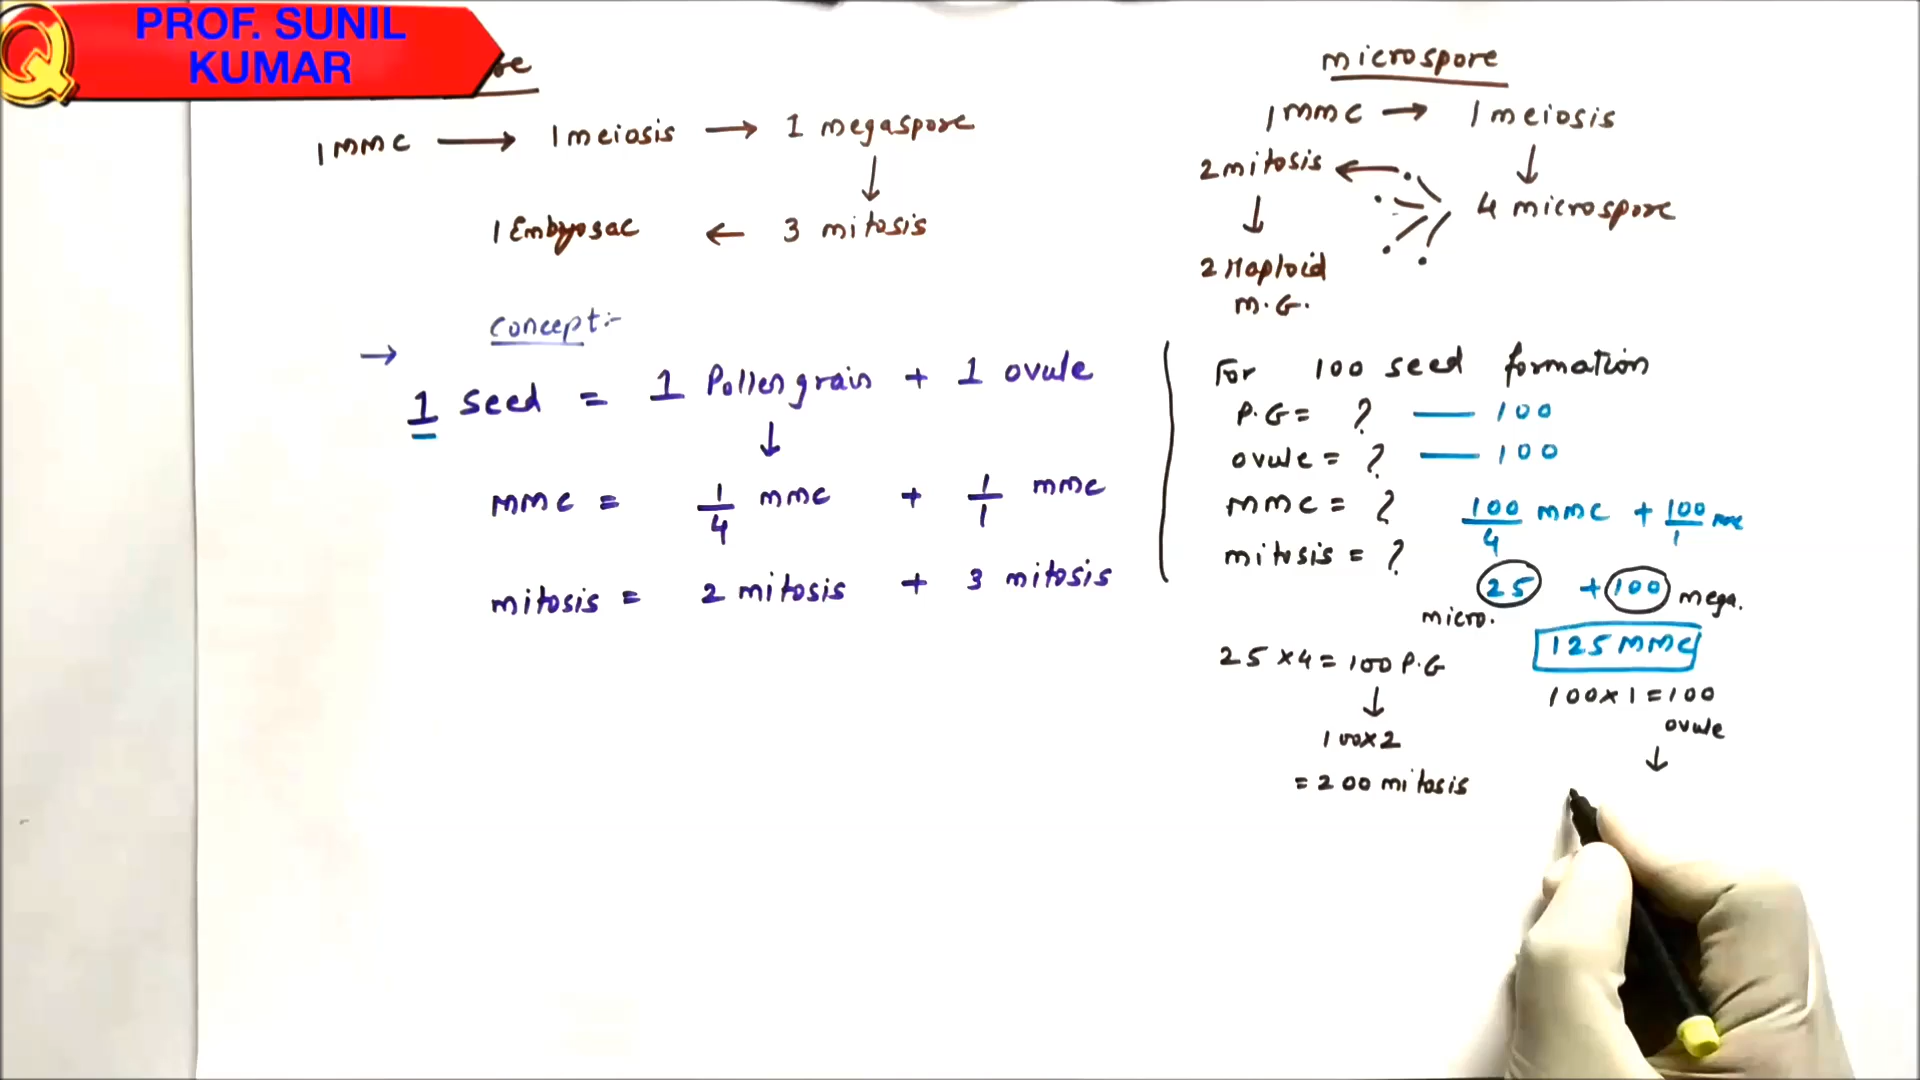 PROF. SUNIL
KUMAR
1 MMC → 1 meiosis → 1 megaspore
↓
1 Embyosac ← 3 mitosis
concept:-
→ 1 seed = 1 Pollen grain + 1 ovule
↓
MMC = 1/4 MMC + 1/1 MMC
mitosis = 2 mitosis + 3 mitosis
microspore
1 MMC → 1 meiosis
↓
2 mitosis ← 4 microspore
↓
2 Haploid
M.G.
For 100 seed formation
P.G = ? — 100
ovule = ? — 100
MMC = ? 100/4 MMC + 100/1 MMC
mitosis = ?
25 + 100 mega.
micro.
125 MMC
25 × 4 = 100 P.G
↓
100×2
= 200 mitosis
100 × 1 = 100
ovule
↓